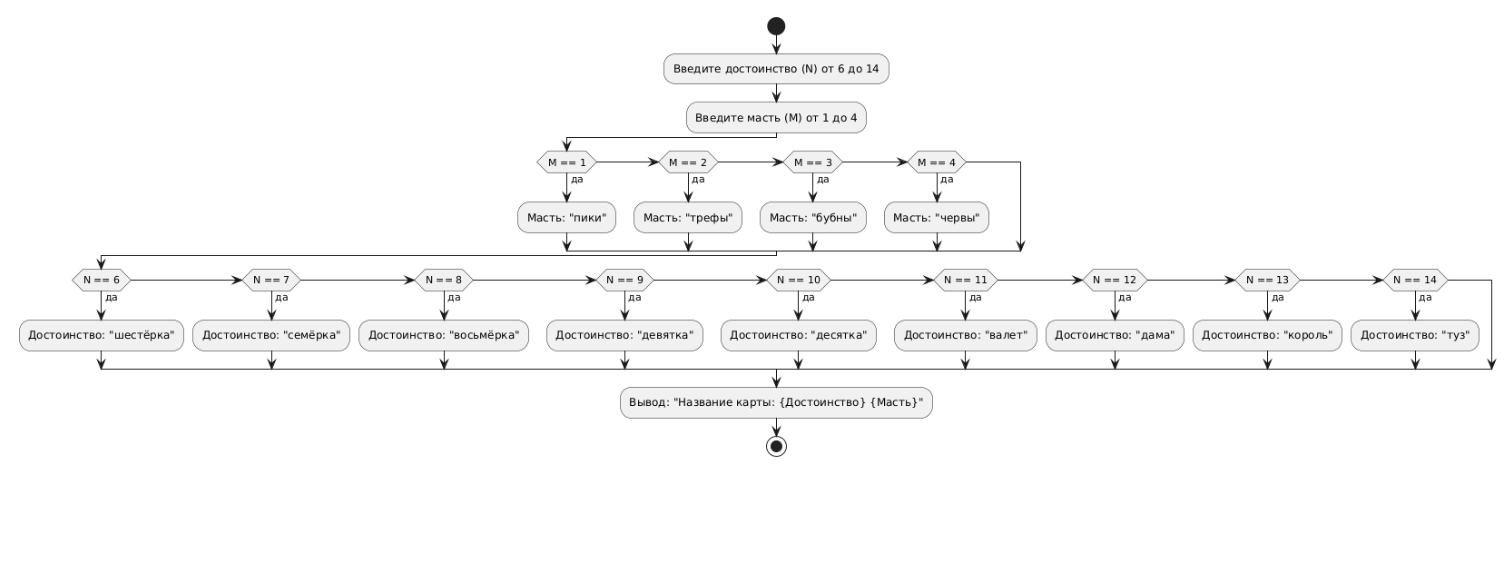 Введите достоинство (N) от 6 до 14
Введите масть (M) от 1 до 4
M == 1
M == 2
M == 3
M == 4
да
да
да
да
Масть: "пики"
Масть: "трефы"
Масть: "бубны"
Масть: "червы"
N == 6
N == 7
N == 8
N == 9
N == 10
N == 11
N == 12
N == 13
N == 14
да
да
да
да
да
да
да
да
да
Достоинство: "шестёрка"
Достоинство: "семёрка"
Достоинство: "восьмёрка"
Достоинство: "девятка"
Достоинство: "десятка"
Достоинство: "валет"
Достоинство: "дама"
Достоинство: "король"
Достоинство: "туз"
Вывод: "Название карты: {Достоинство} {Масть}"